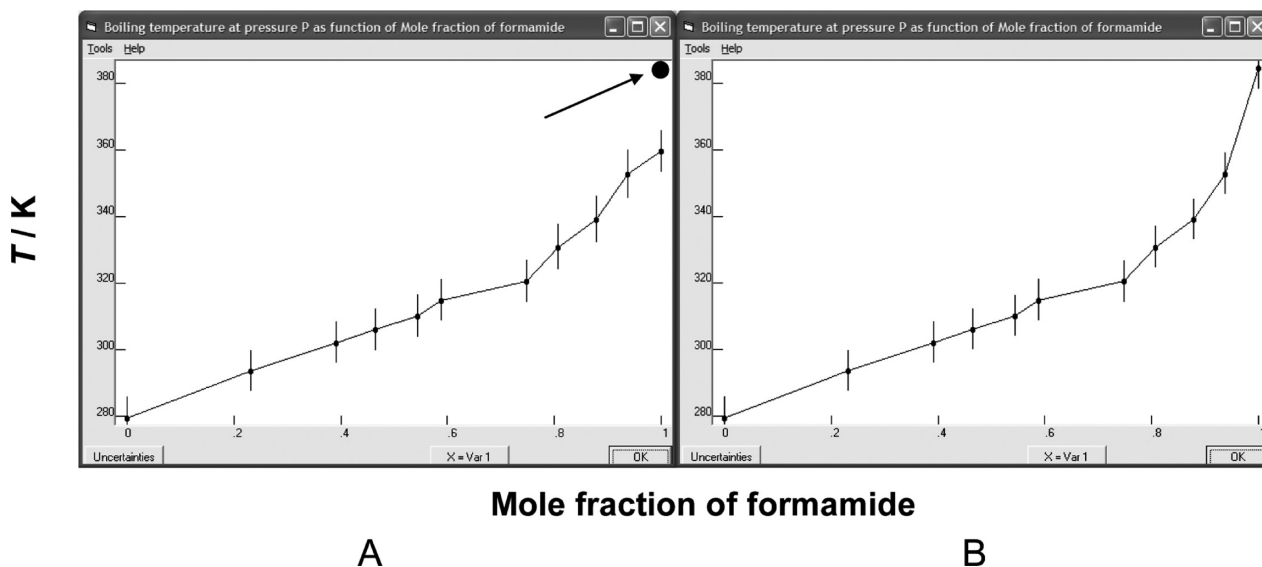 Boiling temperature at pressure P as function of Mole fraction of formamide
Tools Help
380
360
340
320
300
280
0 .2 .4 .6 .8 1
Uncertainties X = Var 1 OK
Boiling temperature at pressure P as function of Mole fraction of formamide
Tools Help
380
360
340
320
300
280
0 .2 .4 .6 .8 1
Uncertainties X = Var 1 OK
T / K
Mole fraction of formamide
A B